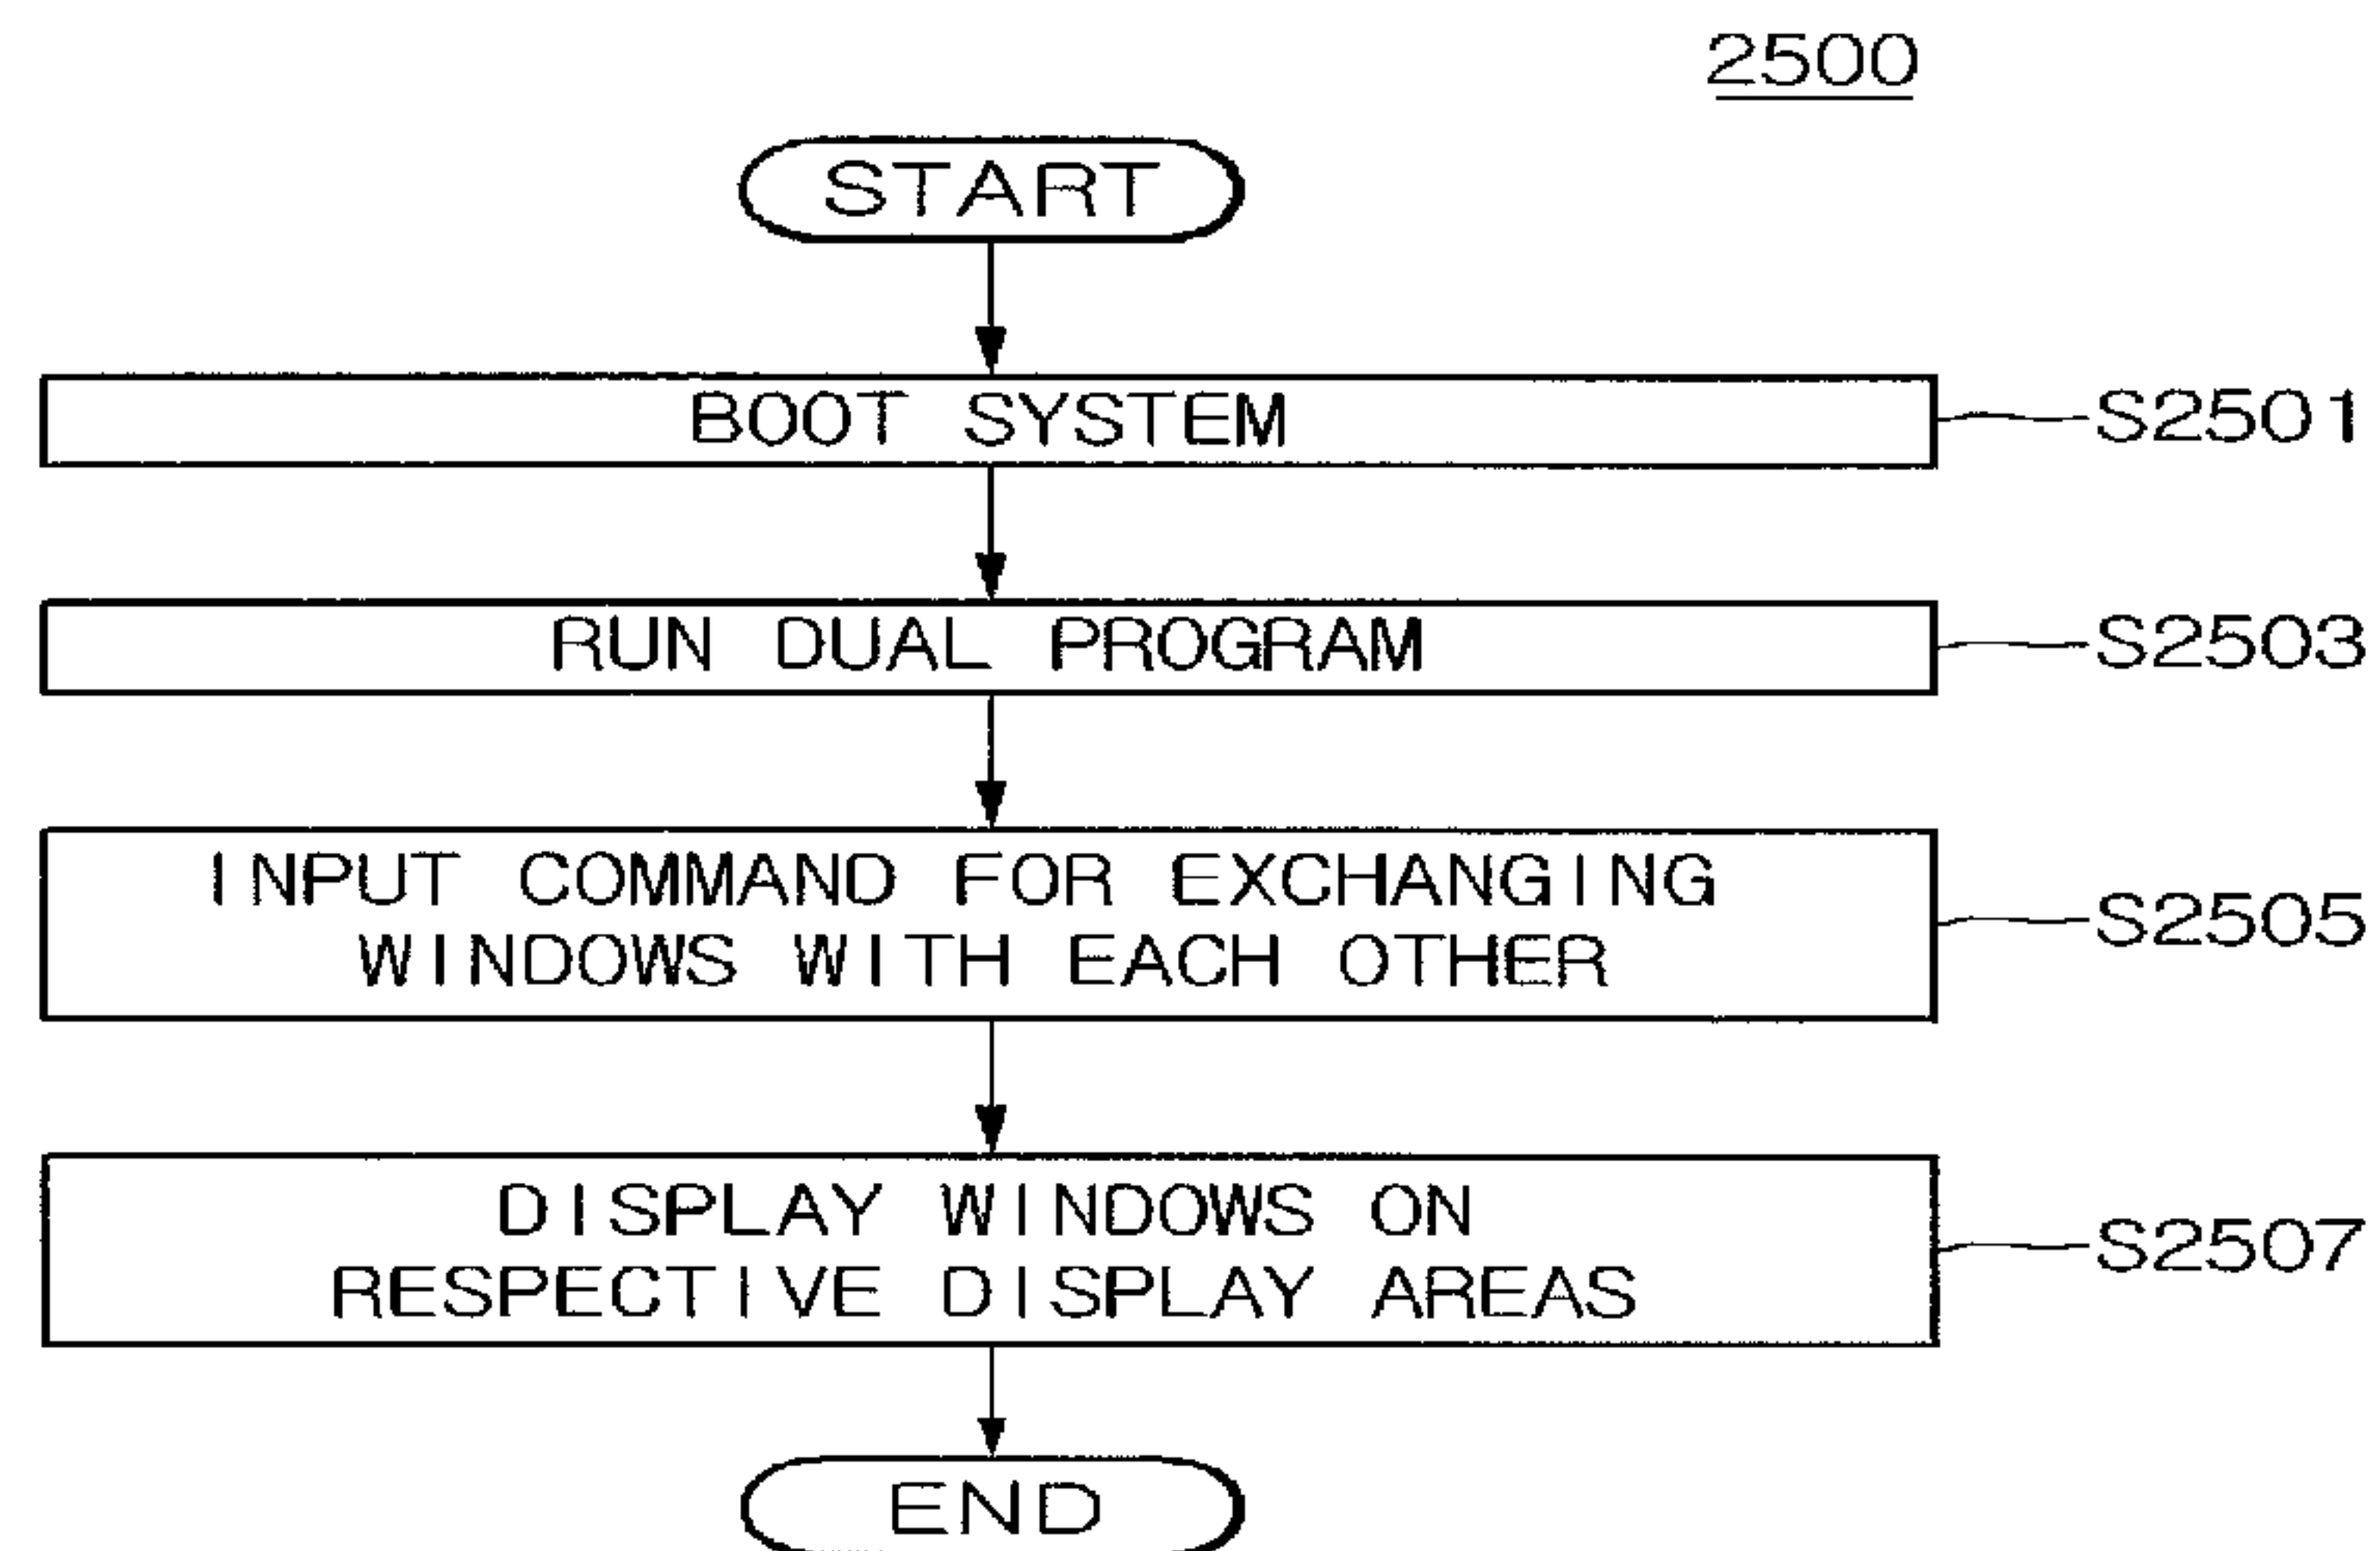 2500
START
BOOT SYSTEM
S2501
RUN DUAL PROGRAM
S2503
INPUT COMMAND FOR EXCHANGING
WINDOWS WITH EACH OTHER
S2505
DISPLAY WINDOWS ON
RESPECTIVE DISPLAY AREAS
S2507
END